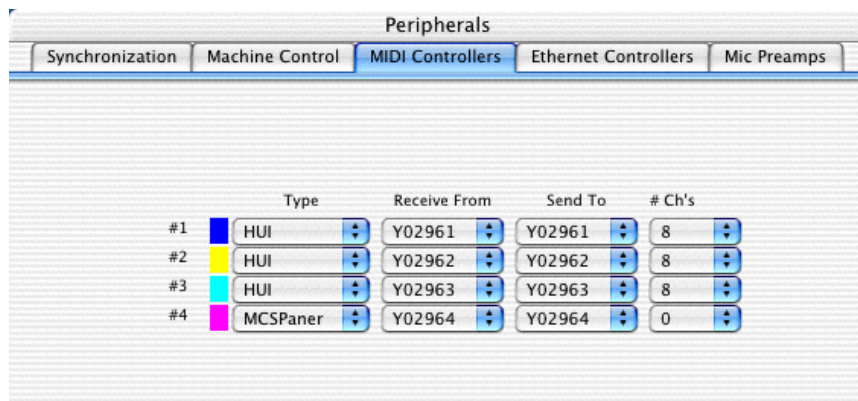 Peripherals
Synchronization Machine Control MIDI Controllers Ethernet Controllers Mic Preamps
Type Receive From Send To # Ch's
#1 HUI Y02961 Y02961 8
#2 HUI Y02962 Y02962 8
#3 HUI Y02963 Y02963 8
#4 MCSPaner Y02964 Y02964 0